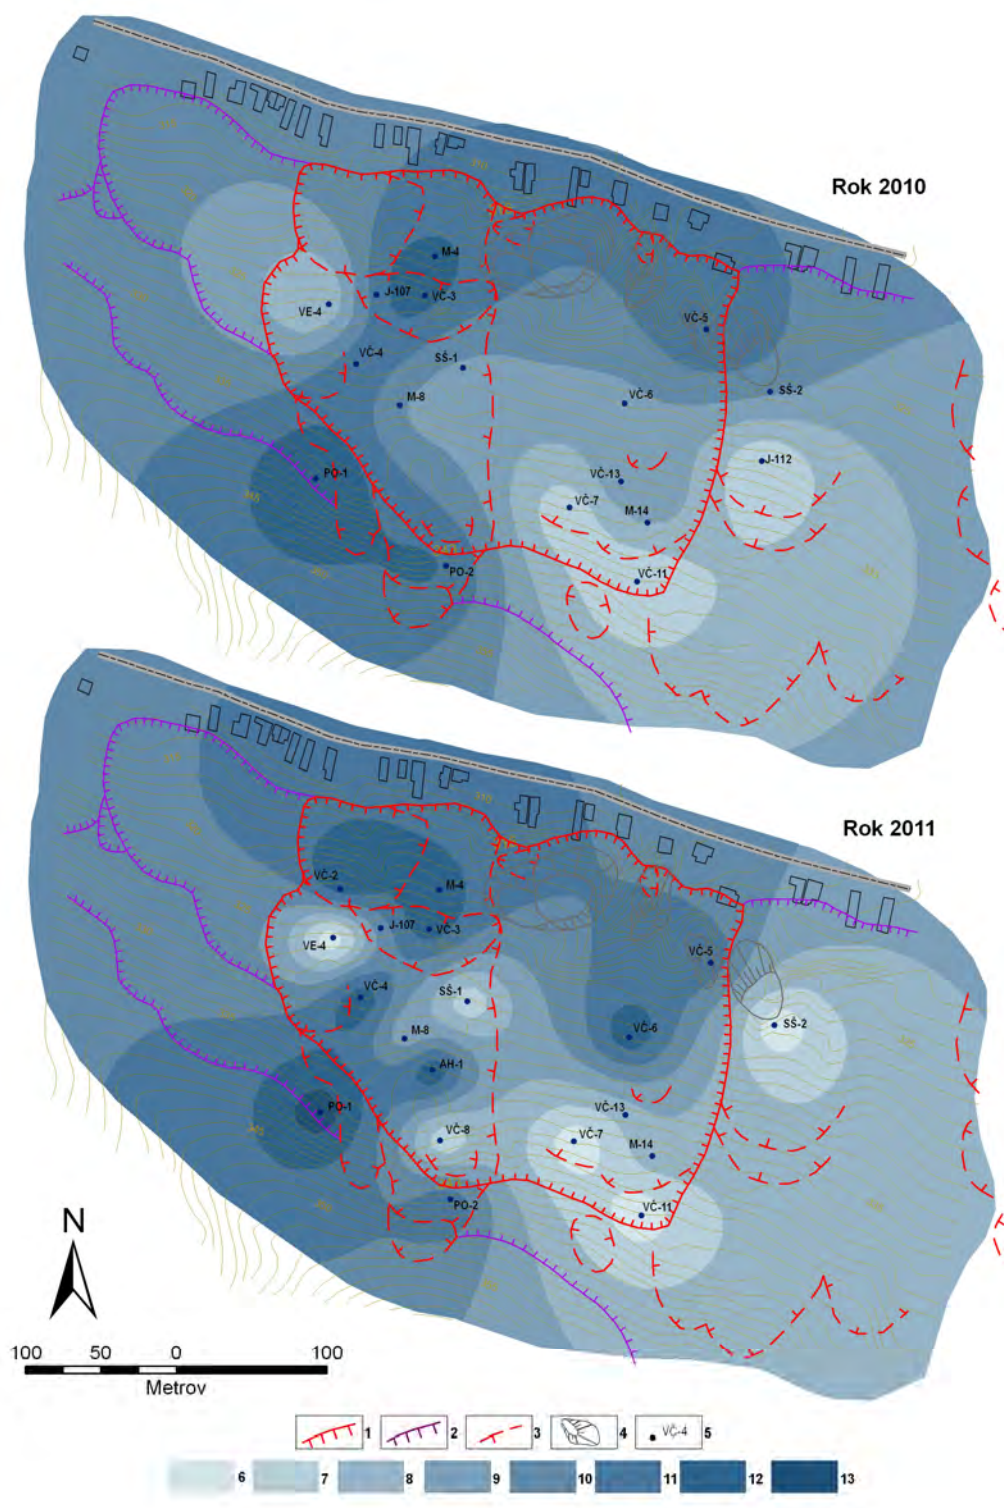 Rok 2010
M-4
J-107
VČ-3
VE-4
VČ-5
VČ-4
SŠ-1
SŠ-2
M-8
VČ-6
J-112
PO-1
VČ-13
VČ-7
M-14
PO-2
VČ-11
Rok 2011
VČ-2
M-4
J-107
VČ-3
VE-4
VČ-5
VČ-4
SŠ-1
SŠ-2
M-8
VČ-6
AH-1
PO-1
VČ-13
VČ-8
VČ-7
M-14
PO-2
VČ-11
N
100 50 0 100
Metrov
1 2 3 4 VČ-4 5
6 7 8 9 10 11 12 13